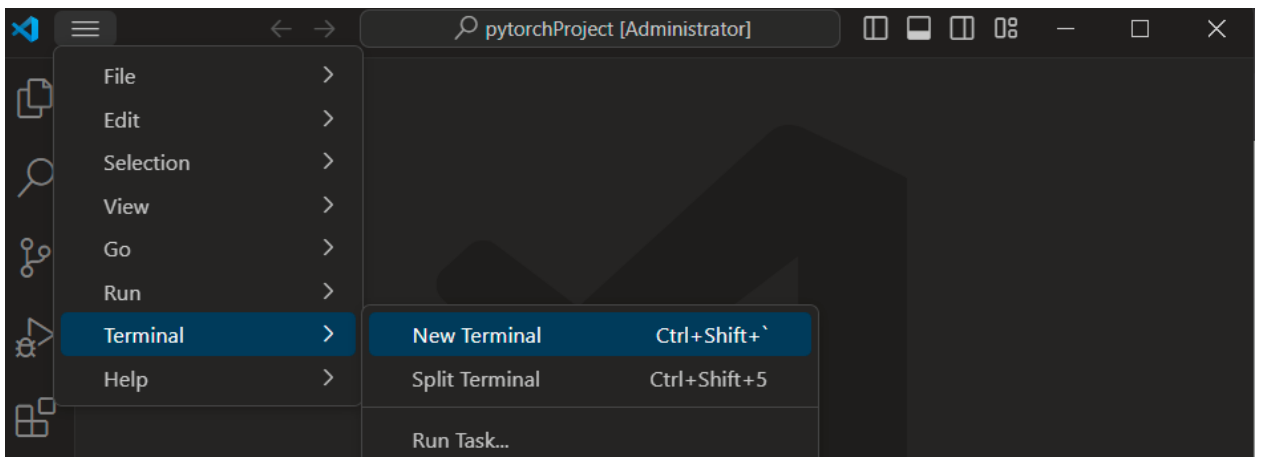 pytorchProject [Administrator]
File
Edit
Selection
View
Go
Run
Terminal
New Terminal Ctrl+Shift+`
Help
Split Terminal Ctrl+Shift+5
Run Task...